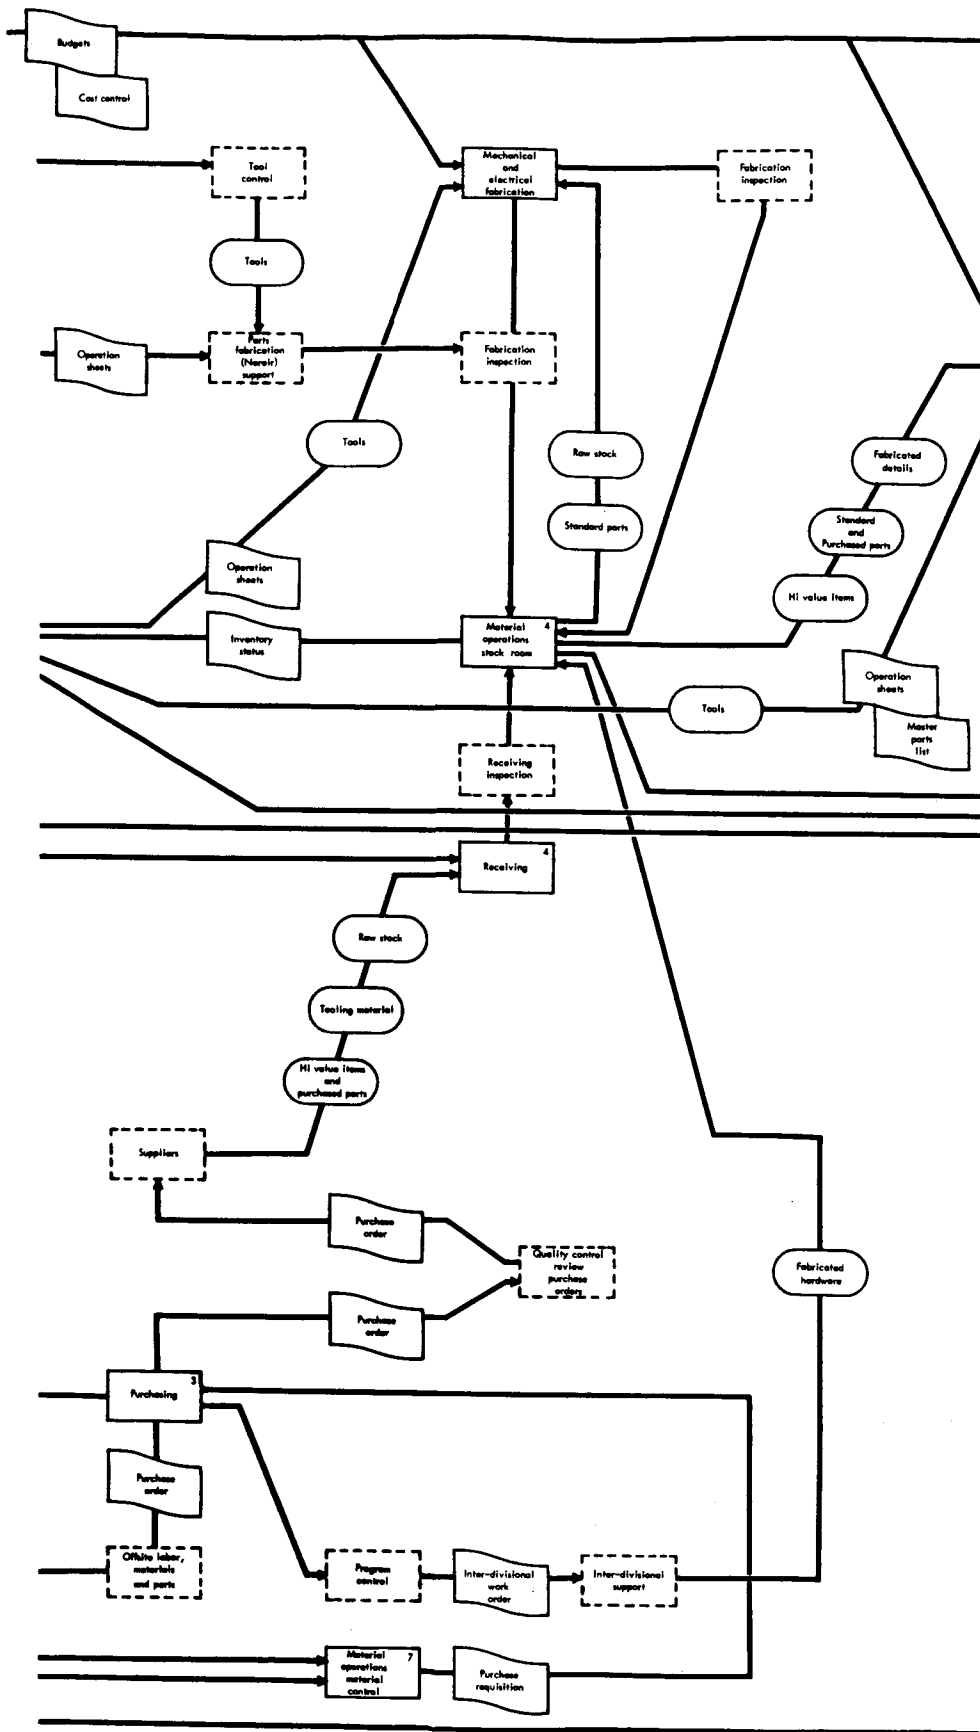 Budgets
Cost control
Tool
control
Mechanical
and
electrical
fabrication
Fabrication
inspection
Tools
Operation
sheets
Parts
fabrication
support
Fabrication
inspection
Tools
Raw stock
Fabricated
details
Standard parts
Standard
and
Purchased parts
Operation
sheets
Hi value items
Inventory
status
Material 4
operations
stock room
Operation
sheets
Tools
Master
parts
list
Receiving
inspection
4
Receiving
Raw stock
Tooling material
Hi value items
and
purchased parts
Suppliers
Purchase
order
Quality control
review
purchase
orders
Fabricated
hardware
Purchase
order
3
Purchasing
Purchase
order
Offsite labor,
materials
and parts
Program
control
Inter-divisional
work
order
Inter-divisional
support
Material 7
operations
material
control
Purchase
requisition